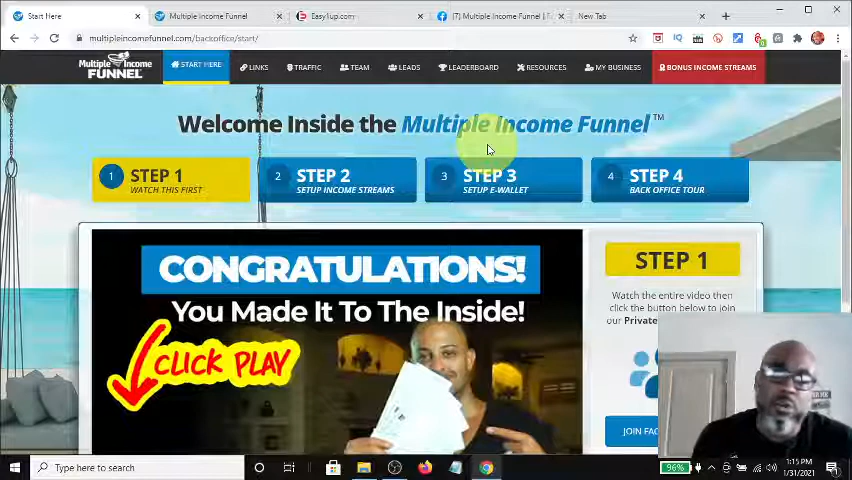 Start Here
Multiple Income Funnel
Easy1up.com
(7) Multiple Income Funnel |
New Tab
multipleincomefunnel.com/backoffice/start/
Multiple Income
FUNNEL
START HERE
LINKS
TRAFFIC
TEAM
LEADS
LEADERBOARD
RESOURCES
MY BUSINESS
BONUS INCOME STREAMS
Welcome Inside the Multiple Income Funnel™
1 STEP 1
WATCH THIS FIRST
2 STEP 2
SETUP INCOME STREAMS
3 STEP 3
SETUP E-WALLET
4 STEP 4
BACK OFFICE TOUR
CONGRATULATIONS!
You Made It To The Inside!
CLICK PLAY
STEP 1
Watch the entire video then
click the button below to join
our Private
JOIN FAC
Type here to search
96%
1:15 PM
1/31/2021